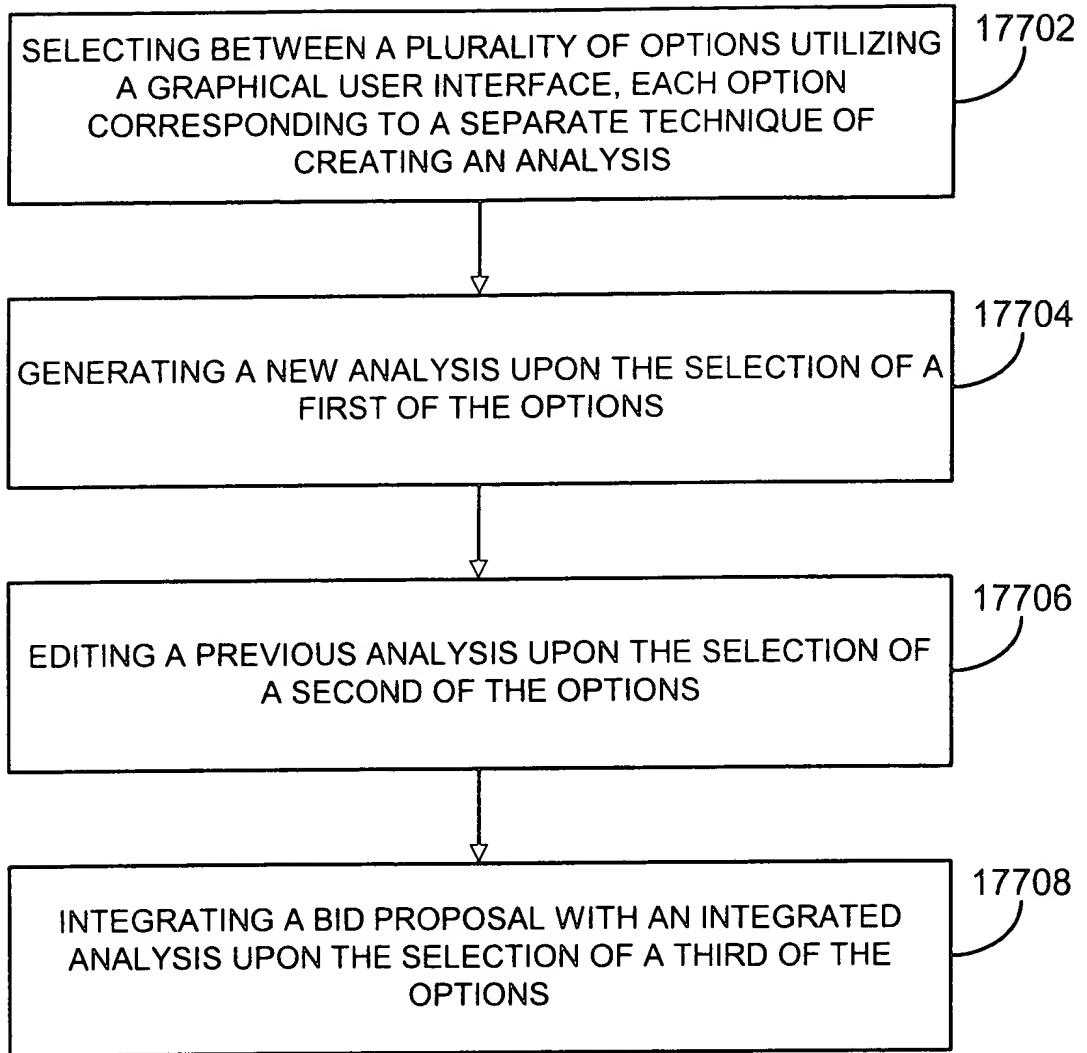 SELECTING BETWEEN A PLURALITY OF OPTIONS UTILIZING
A GRAPHICAL USER INTERFACE, EACH OPTION
CORRESPONDING TO A SEPARATE TECHNIQUE OF
CREATING AN ANALYSIS
17702
GENERATING A NEW ANALYSIS UPON THE SELECTION OF A
FIRST OF THE OPTIONS
17704
EDITING A PREVIOUS ANALYSIS UPON THE SELECTION OF
A SECOND OF THE OPTIONS
17706
INTEGRATING A BID PROPOSAL WITH AN INTEGRATED
ANALYSIS UPON THE SELECTION OF A THIRD OF THE
OPTIONS
17708